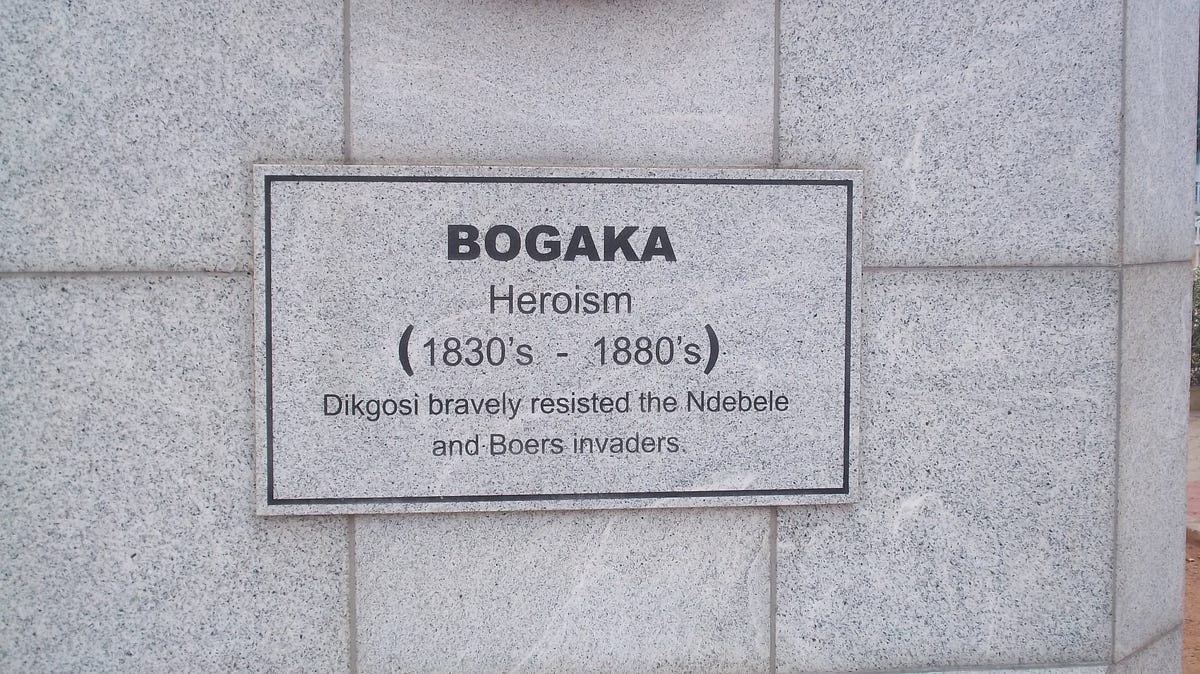 BOGAKA
Heroism
(1830's - 1880's)
Dikgosi bravely resisted the Ndebele
and Boers invaders.